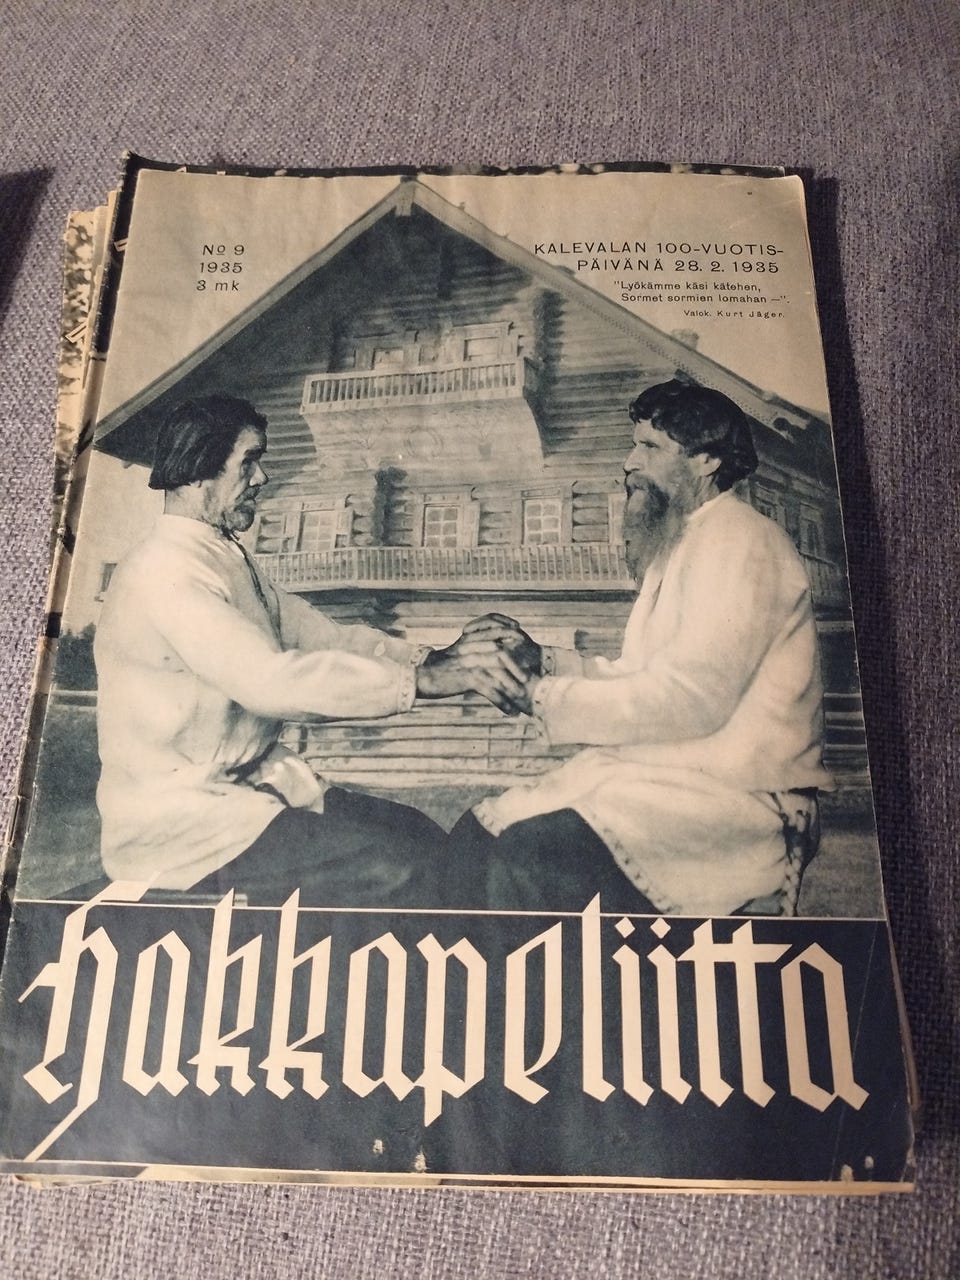 No 9
1935
3 mk
KALEVALAN 100-VUOTIS-
PÄIVÄNÄ 28. 2. 1935
"Lyökämme käsi kätehen,
Sormet sormien lomahan —".
Valok. Kurt Jäger.
hakkapeliitta